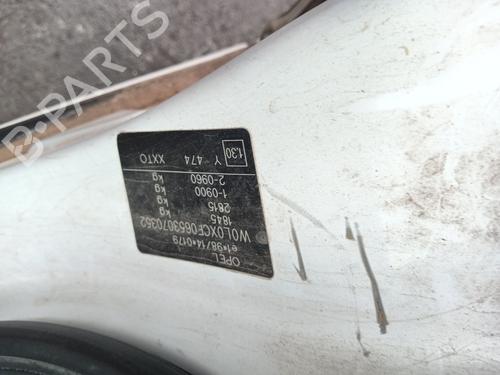 OPEL
e1*98/14*0179
W0L0XCF0653070352
1845 kg
2815 kg
1-0900 kg
2-0960 kg
1.30 Y 474 XXTO
B-PARTS